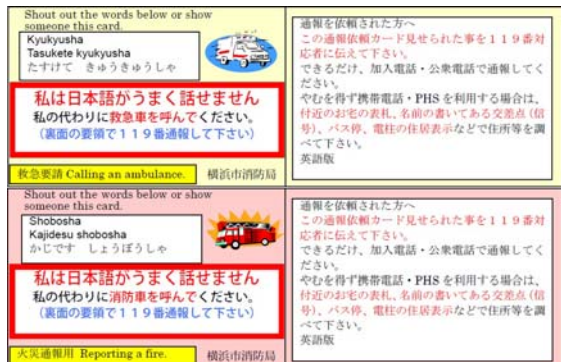 Shout out the words below or show
someone this card.
Kyukyusha
Tasukete kyukyusha
たすけて　きゅうきゅうしゃ
私は日本語がうまく話せません
私の代わりに救急車を呼んでください。
（裏面の要領で１１９番通報して下さい）
救急要請 Calling an ambulance.
横浜市消防局
通報を依頼された方へ
この通報依頼カード見せられた事を１１９番対
応者に伝えて下さい。
できるだけ、加入電話・公衆電話で通報してく
ださい。
やむを得ず携帯電話・PHS を利用する場合は、
付近のお宅の表札、名前の書いてある交差点（信
号）、バス停、電柱の住居表示などで住所等を調
べて下さい。
英語版
Shout out the words below or show
someone this card.
Shobosha
Kajidesu shobosha
かじです　しょうぼうしゃ
私は日本語がうまく話せません
私の代わりに消防車を呼んでください。
（裏面の要領で１１９番通報して下さい）
火災通報用 Reporting a fire.
横浜市消防局
通報を依頼された方へ
この通報依頼カード見せられた事を１１９番対
応者に伝えて下さい。
できるだけ、加入電話・公衆電話で通報してく
ださい。
やむを得ず携帯電話・PHS を利用する場合は、
付近のお宅の表札、名前の書いてある交差点（信
号）、バス停、電柱の住居表示などで住所等を調
べて下さい。
英語版